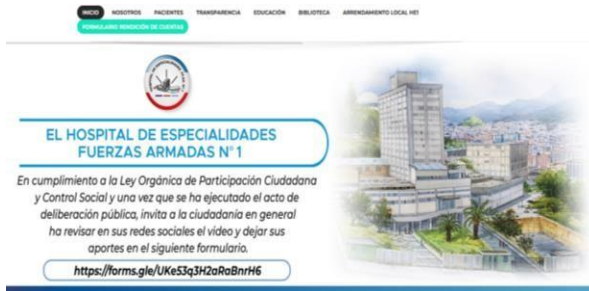 INICIO NOSOTROS PACIENTES TRANSPARENCIA EDUCACIÓN BIBLIOTECA ARRENDAMIENTO LOCAL HE1
FORMULARIO RENDICIÓN DE CUENTAS
EL HOSPITAL DE ESPECIALIDADES
FUERZAS ARMADAS N° 1
En cumplimiento a la Ley Orgánica de Participación Ciudadana
y Control Social y una vez que se ha ejecutado el acto de
deliberación pública, invita a la ciudadanía en general
ha revisar en sus redes sociales el video y dejar sus
aportes en el siguiente formulario.
https://forms.gle/UKe53q3H2aRaBnrH6